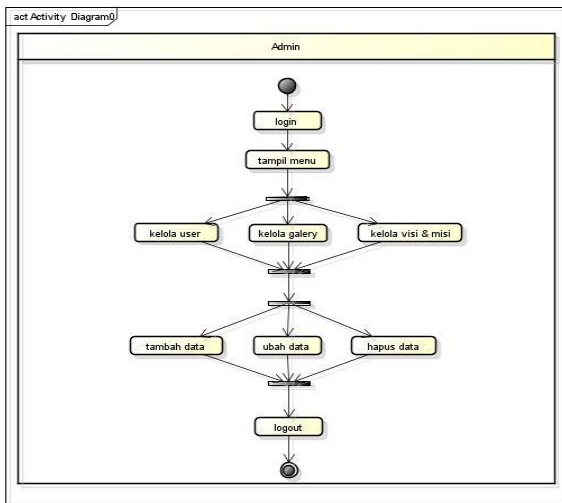 act Activity Diagram0
Admin
login
tampil menu
kelola user
kelola galery
kelola visi & misi
tambah data
ubah data
hapus data
logout